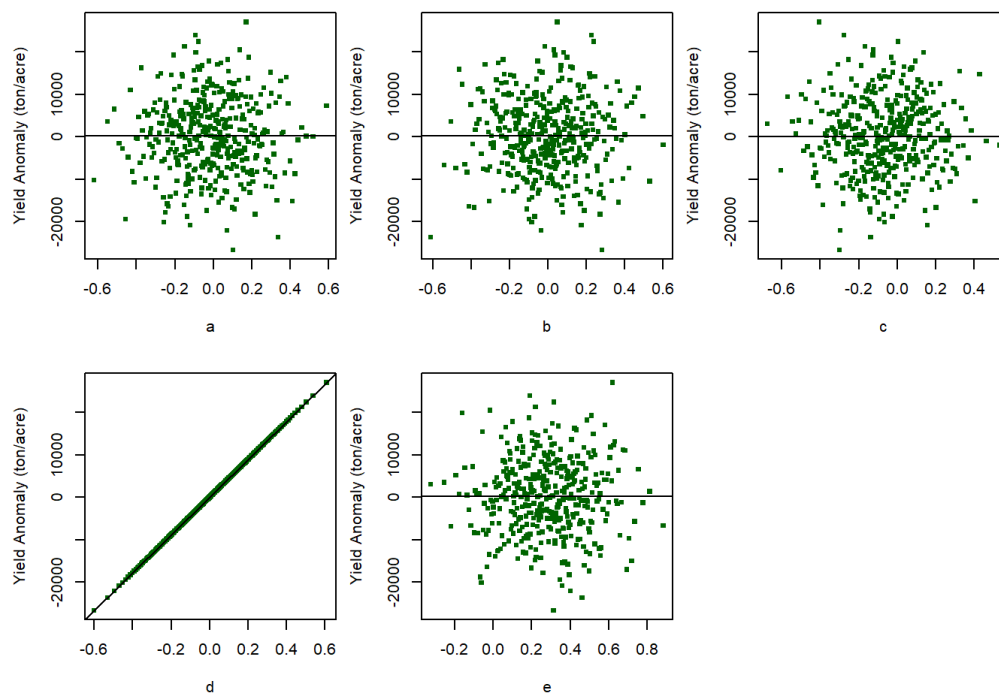 Yield Anomaly (ton/acre)
10000
0
-20000
-0.6 -0.2 0.0 0.2 0.4 0.6
a
Yield Anomaly (ton/acre)
10000
0
-20000
-0.6 -0.2 0.0 0.2 0.4 0.6
b
Yield Anomaly (ton/acre)
10000
0
-20000
-0.6 -0.2 0.0 0.2 0.4
c
Yield Anomaly (ton/acre)
10000
0
-20000
-0.6 -0.2 0.0 0.2 0.4 0.6
d
Yield Anomaly (ton/acre)
10000
0
-20000
-0.2 0.0 0.2 0.4 0.6 0.8
e